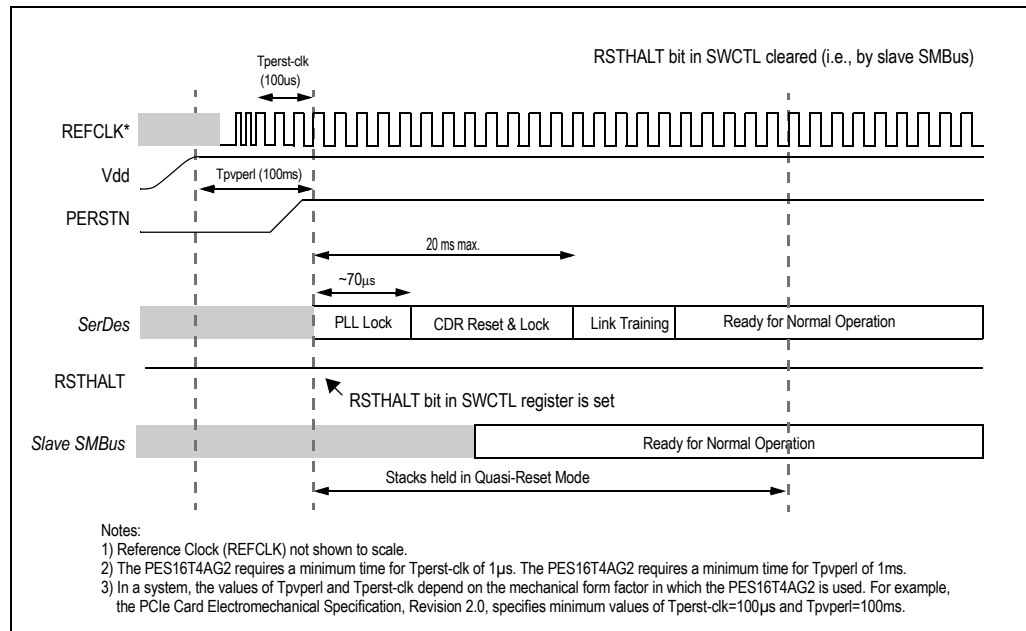 RSTHALT bit in SWCTL cleared (i.e., by slave SMBus)
Tperst-clk
(100us)
REFCLK*
Vdd
Tpvperl (100ms)
PERSTN
20 ms max.
~70µs
SerDes
PLL Lock
CDR Reset & Lock
Link Training
Ready for Normal Operation
RSTHALT
RSTHALT bit in SWCTL register is set
Slave SMBus
Ready for Normal Operation
Stacks held in Quasi-Reset Mode
Notes:
1) Reference Clock (REFCLK) not shown to scale.
2) The PES16T4AG2 requires a minimum time for Tperst-clk of 1µs. The PES16T4AG2 requires a minimum time for Tpvperl of 1ms.
3) In a system, the values of Tpvperl and Tperst-clk depend on the mechanical form factor in which the PES16T4AG2 is used. For example,
the PCIe Card Electromechanical Specification, Revision 2.0, specifies minimum values of Tperst-clk=100µs and Tpvperl=100ms.